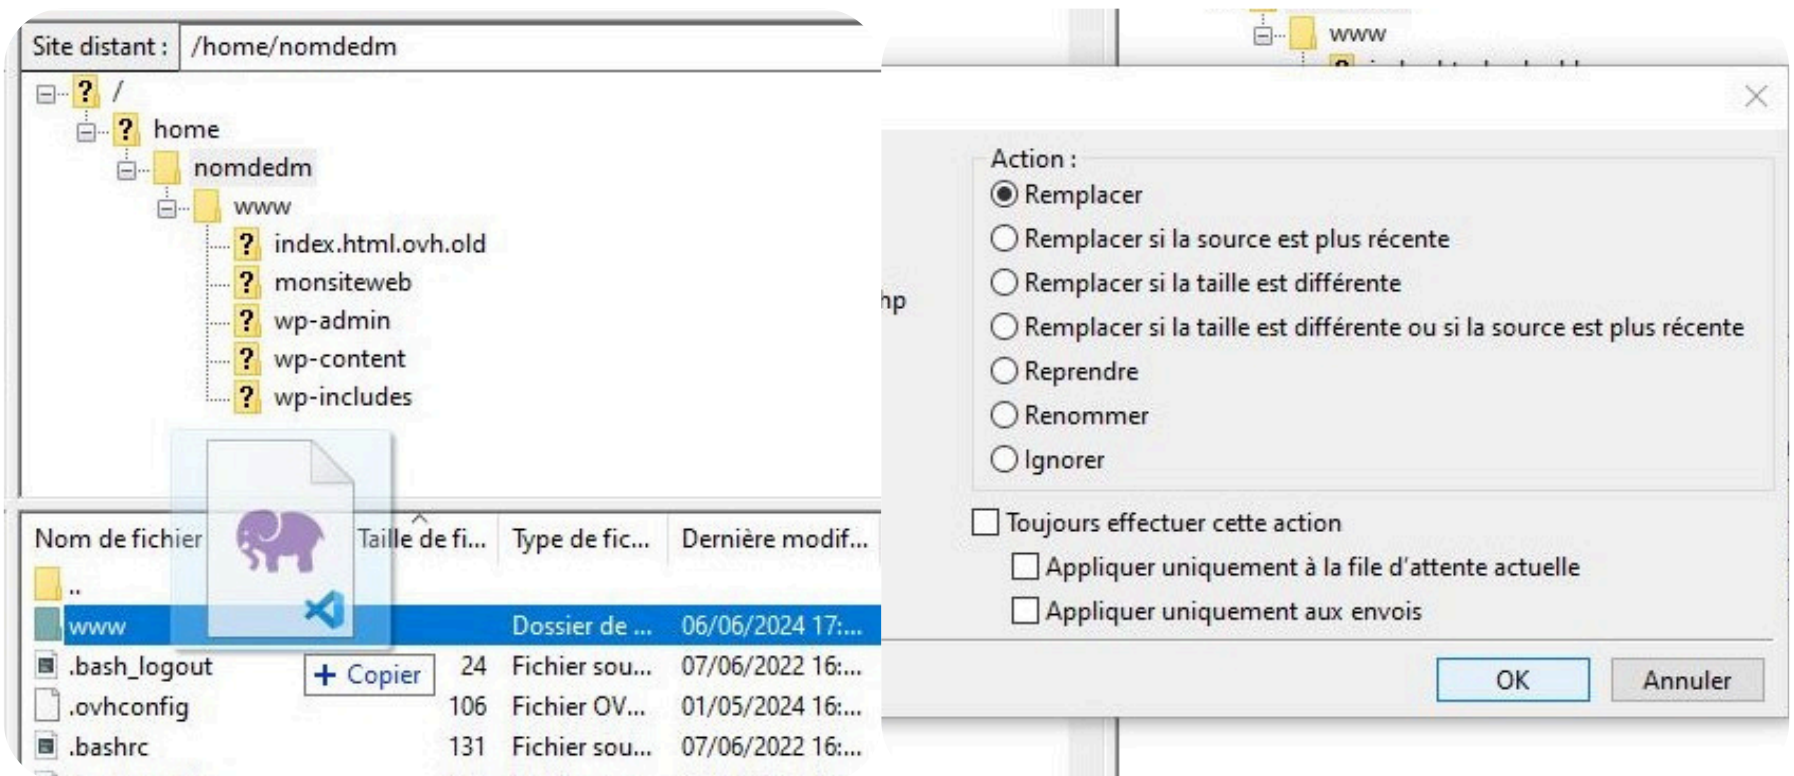 Site distant : /home/nomdedm
/
home
nomdedm
www
index.html.ovh.old
monsiteweb
wp-admin
wp-content
wp-includes
Nom de fichier Taille de fi... Type de fic... Dernière modif...
..
www Dossier de ... 06/06/2024 17:...
.bash_logout 24 Fichier sou... 07/06/2022 16:...
+ Copier
.ovhconfig 106 Fichier OV... 01/05/2024 16:...
.bashrc 131 Fichier sou... 07/06/2022 16:...
www
hp
Action :
Remplacer
Remplacer si la source est plus récente
Remplacer si la taille est différente
Remplacer si la taille est différente ou si la source est plus récente
Reprendre
Renommer
Ignorer
Toujours effectuer cette action
Appliquer uniquement à la file d'attente actuelle
Appliquer uniquement aux envois
OK Annuler